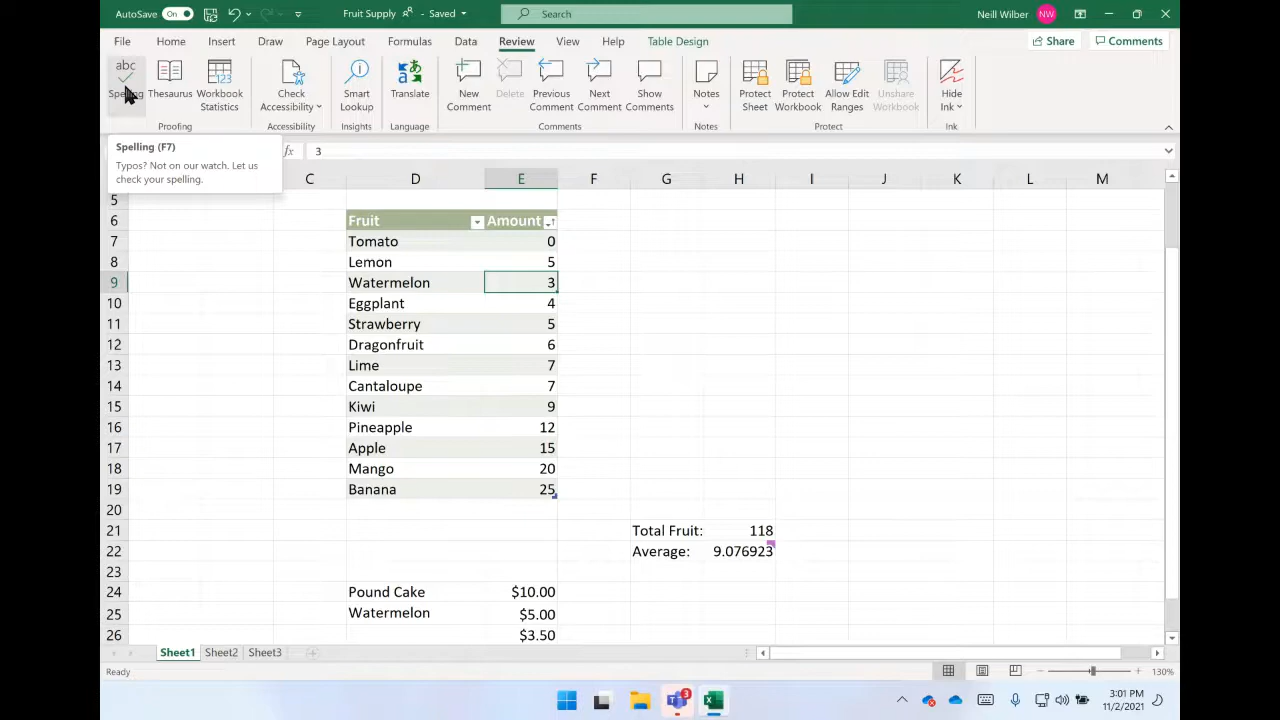 AutoSave On Fruit Supply - Saved Search Neill Wilber NW
File Home Insert Draw Page Layout Formulas Data Review View Help Table Design Share Comments
abc
123
Spelling Thesaurus Workbook Statistics Check Accessibility Smart Lookup Translate New Comment Delete Previous Comment Next Comment Show Comments Notes Protect Sheet Protect Workbook Allow Edit Ranges Unshare Workbook Hide Ink
Proofing Accessibility Insights Language Comments Notes Protect Ink
Spelling (F7)
Typos? Not on our watch. Let us
check your spelling.
fx 3
C D E F G H I J K L M
5
6 Fruit Amount
7 Tomato 0
8 Lemon 5
9 Watermelon 3
10 Eggplant 4
11 Strawberry 5
12 Dragonfruit 6
13 Lime 7
14 Cantaloupe 7
15 Kiwi 9
16 Pineapple 12
17 Apple 15
18 Mango 20
19 Banana 25
20
21 Total Fruit: 118
22 Average: 9.076923
23
24 Pound Cake $10.00
25 Watermelon $5.00
26 $3.50
Sheet1 Sheet2 Sheet3
Ready 130%
3
3:01 PM
11/2/2021